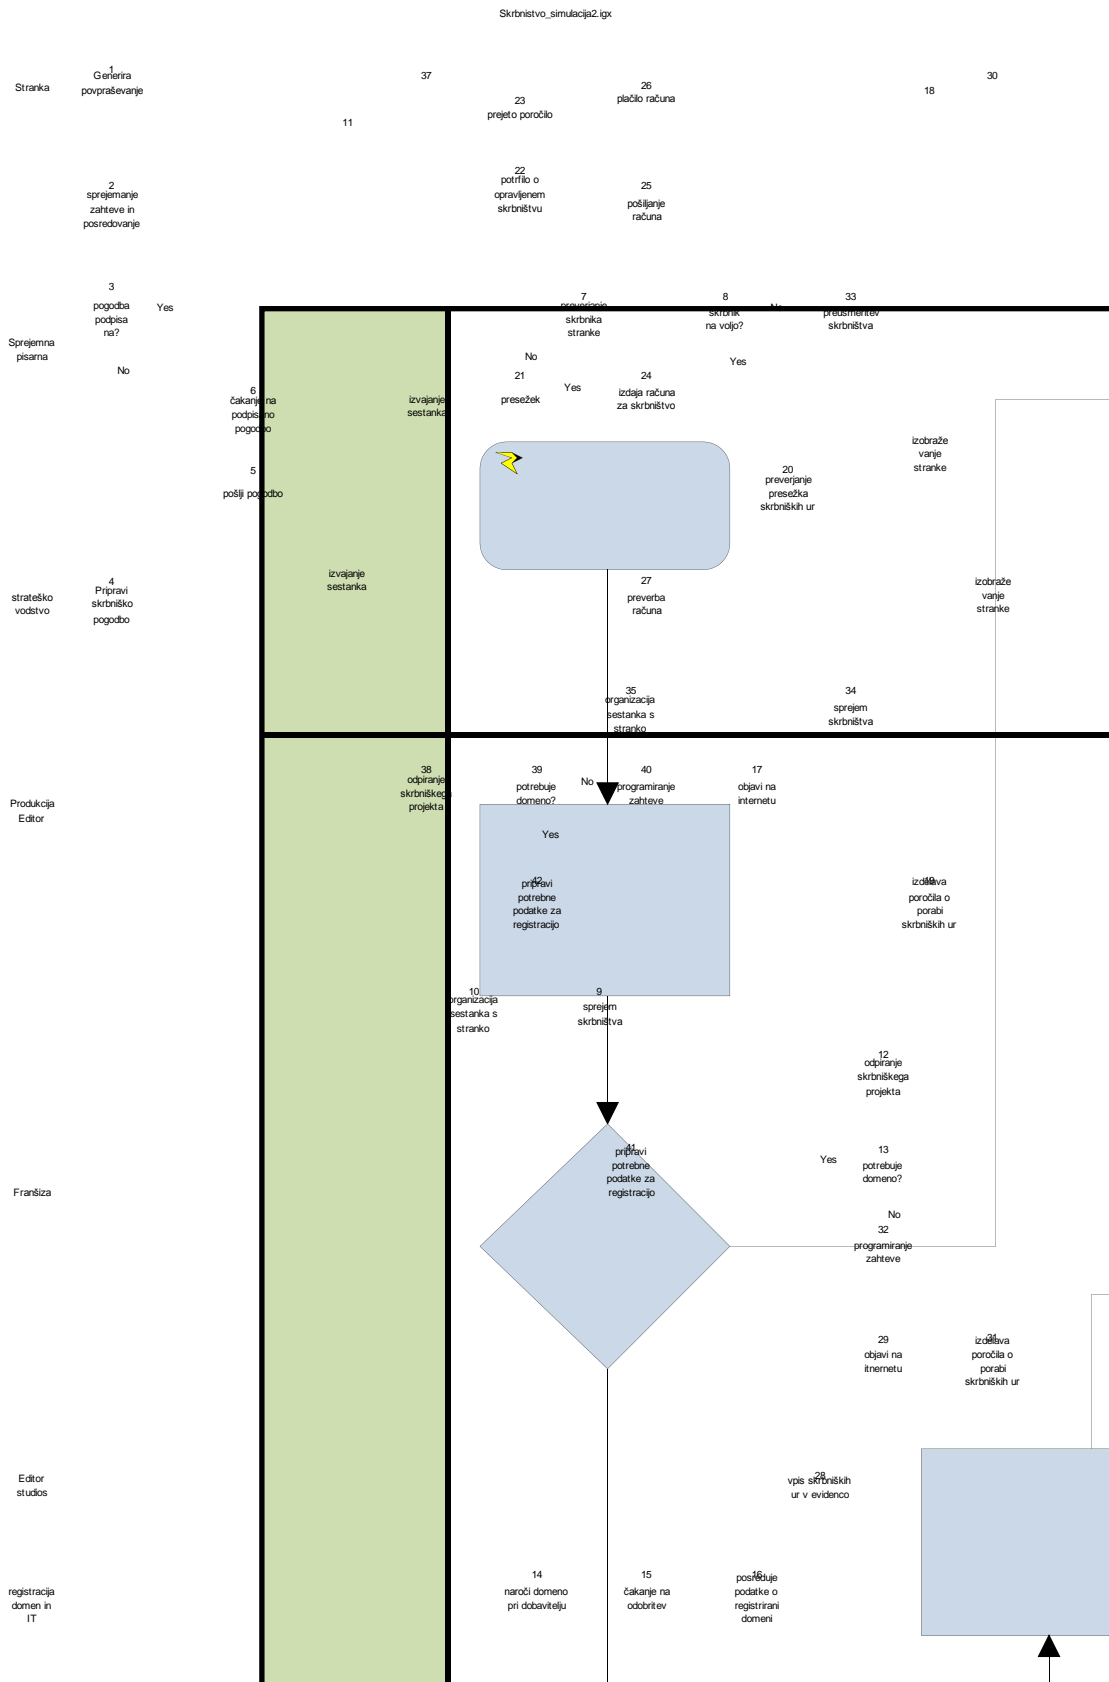 Skrbnistvo_simulacija2.igx
Stranka
1
Generira
povpraševanje
37
11
23
prejeto poročilo
26
plačilo računa
18
30
2
sprejemanje
zahteve in
posredovanje
22
potrfilo o
opravljenem
skrbništvu
25
pošiljanje
računa
Sprejemna
pisarna
3
pogodba
podpisa
na?
Yes
No
7
preverjanje
skrbnika
stranke
8
skrbnik
na voljo?
No
Yes
33
preusmeritev
skrbništva
6
čakanje na
podpisano
pogodbo
izvajanje
sestanka
No
21
presežek
Yes
24
izdaja računa
za skrbništvo
5
pošlji pogodbo
20
preverjanje
presežka
skrbniških ur
izobraže
vanje
stranke
strateško
vodstvo
4
Pripravi
skrbniško
pogodbo
izvajanje
sestanka
27
preverba
računa
izobraže
vanje
stranke
35
organizacija
sestanka s
stranko
34
sprejem
skrbništva
Produkcija
Editor
38
odpiranje
skrbniškega
projekta
39
potrebuje
domeno?
No
Yes
40
programiranje
zahteve
17
objavi na
internetu
42
pripravi
potrebne
podatke za
registracijo
19
izdelava
poročila o
porabi
skrbniških ur
10
organizacija
sestanka s
stranko
9
sprejem
skrbništva
12
odpiranje
skrbniškega
projekta
Franšiza
41
pripravi
potrebne
podatke za
registracijo
Yes
13
potrebuje
domeno?
No
32
programiranje
zahteve
29
objavi na
itnernetu
31
izdelava
poročila o
porabi
skrbniških ur
Editor
studios
28
vpis skrbniških
ur v evidenco
registracija
domen in
IT
14
naroči domeno
pri dobavitelju
15
čakanje na
odobritev
16
posreduje
podatke o
registrirani
domeni